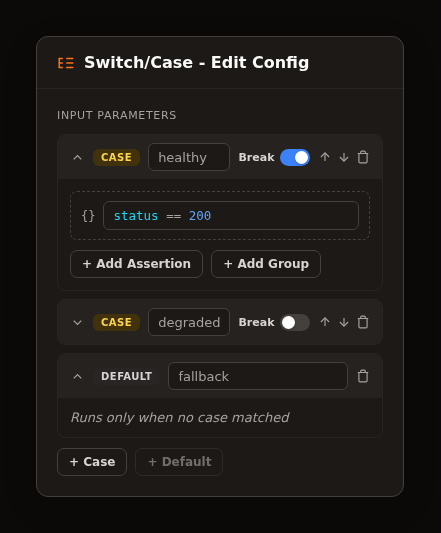 Switch/Case - Edit Config
INPUT PARAMETERS
CASE healthy Break
{} status == 200
+ Add Assertion + Add Group
CASE degraded Break
DEFAULT fallback
Runs only when no case matched
+ Case + Default